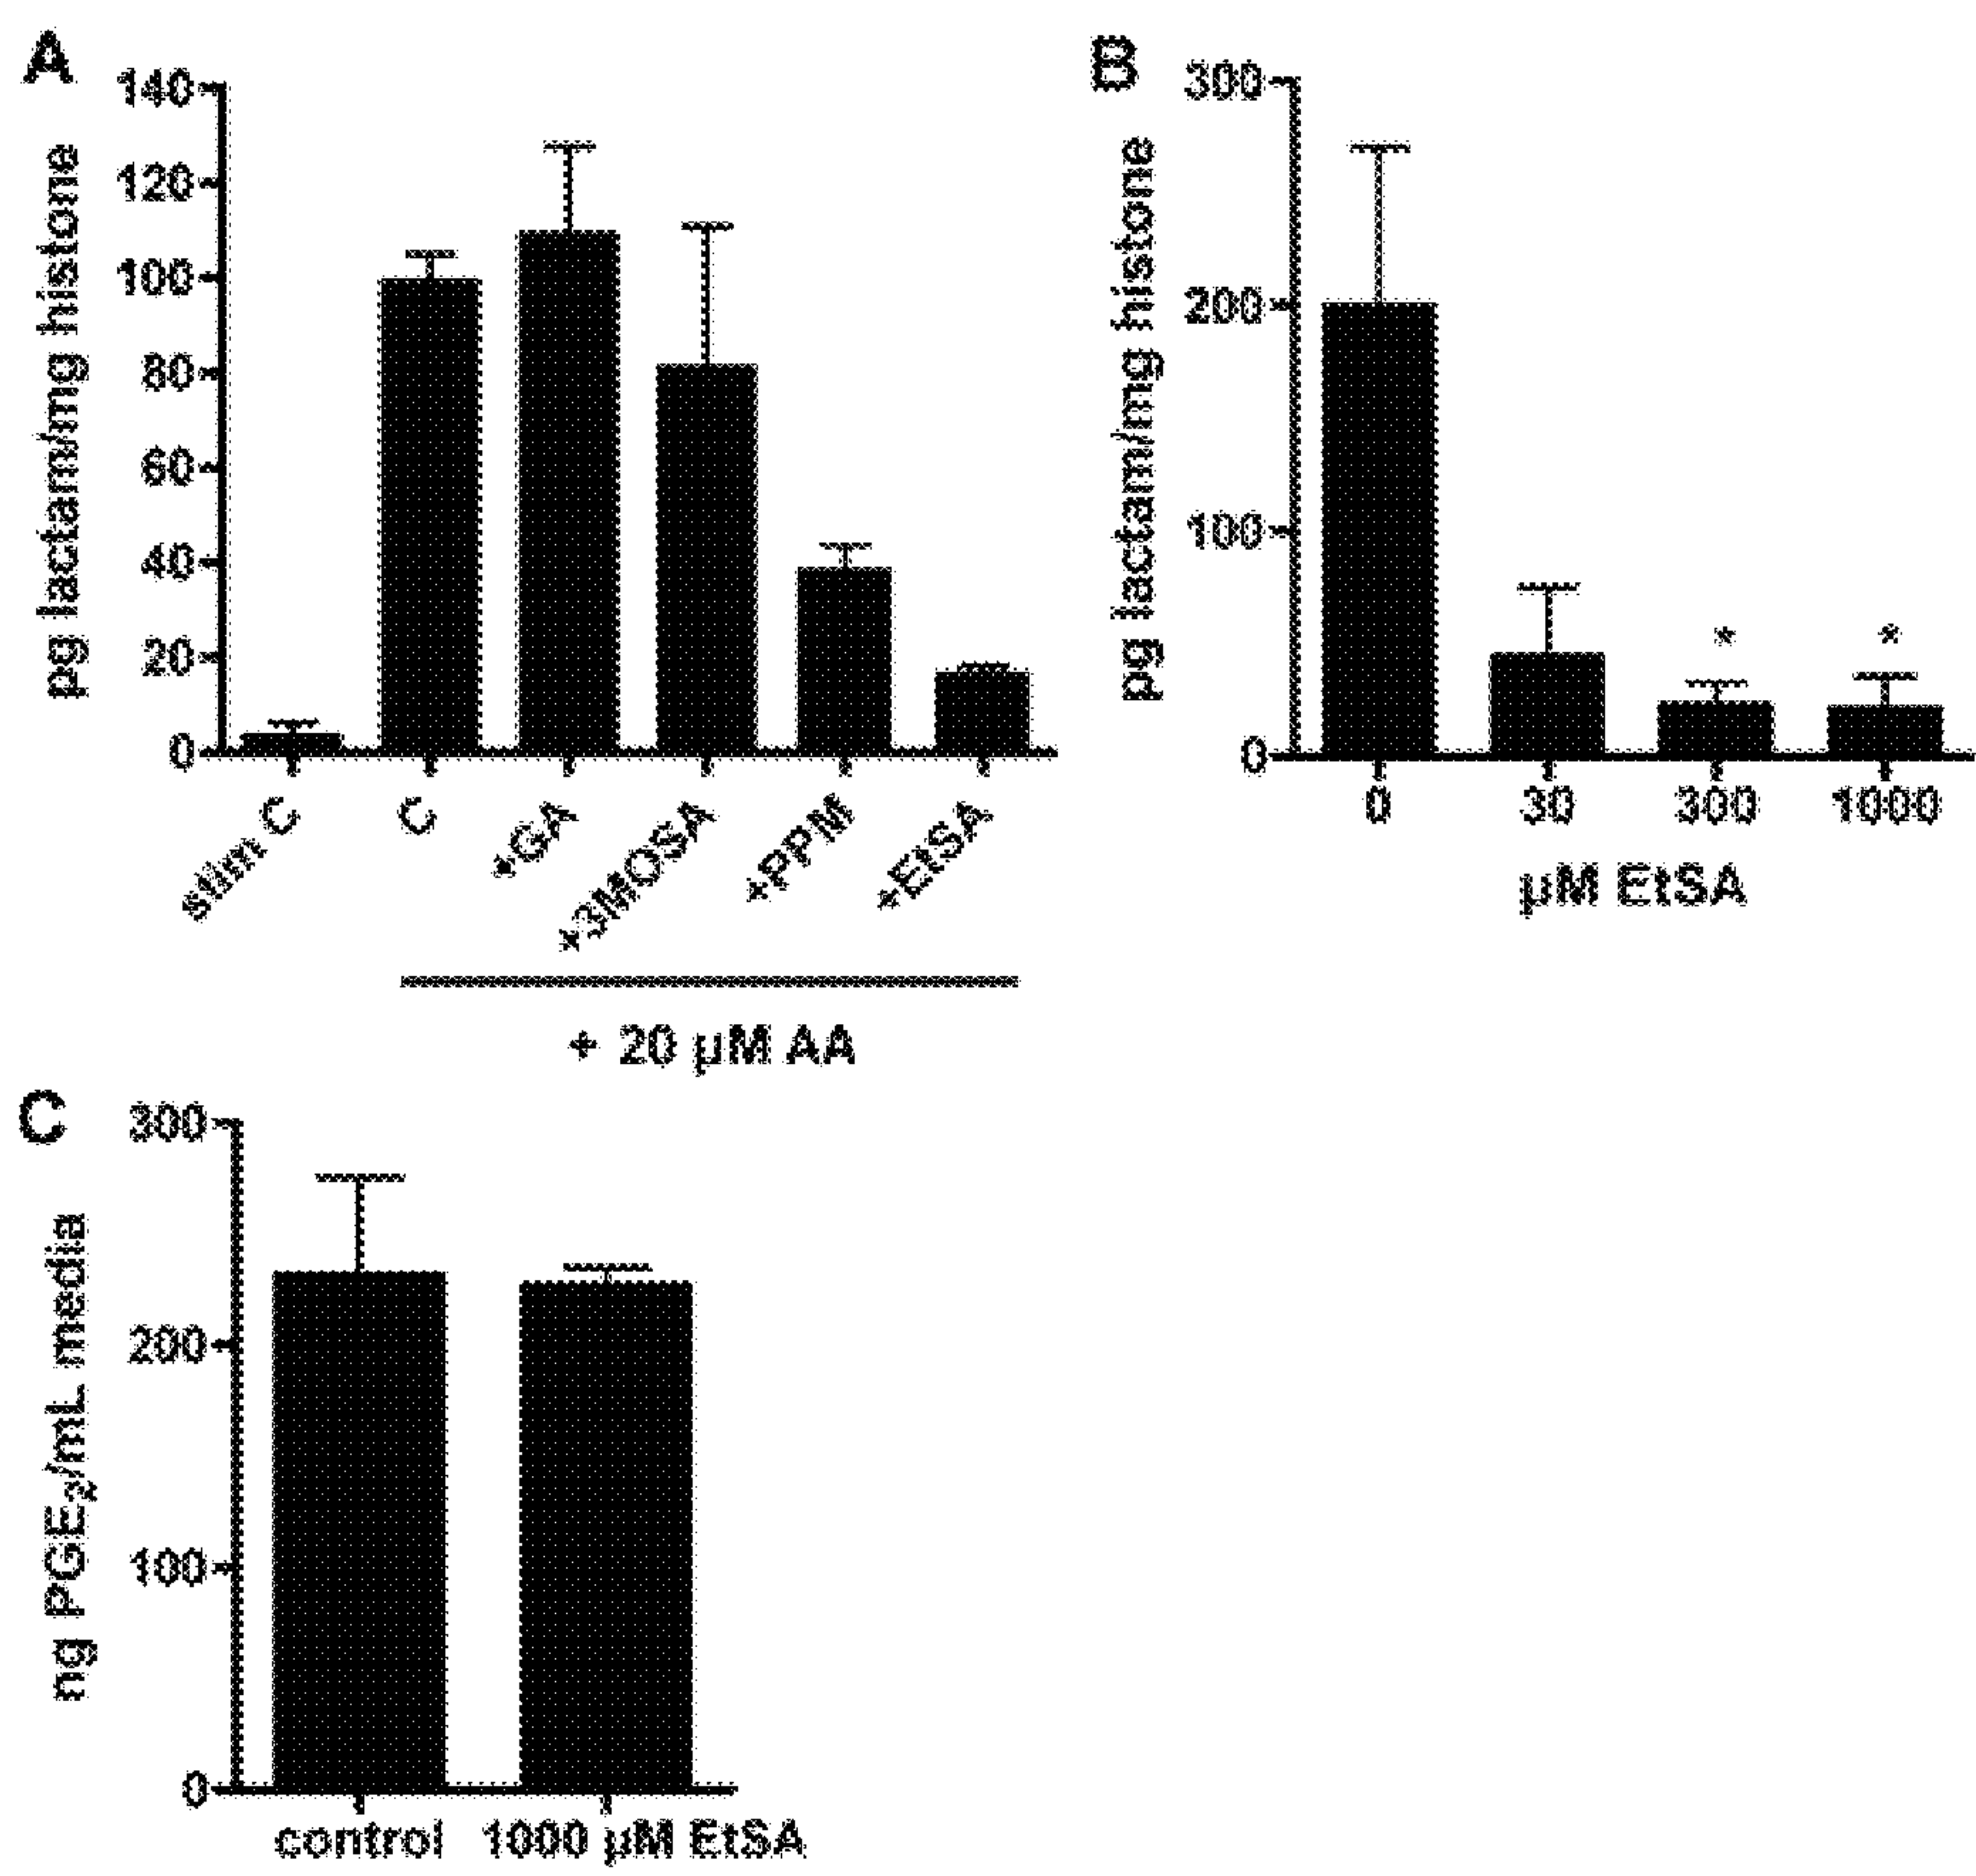 A
140
120
100
80
60
40
20
0
pg lactam/mg histone
stim C
C
+GA
+3MOSA
+PPM
+EtSA
+ 20 µM AA
B
300
200
100
0
pg lactam/mg histone
*
*
0 30 300 1000
µM EtSA
C
300
200
100
0
ng PGE₂/mL media
control 1000 µM EtSA